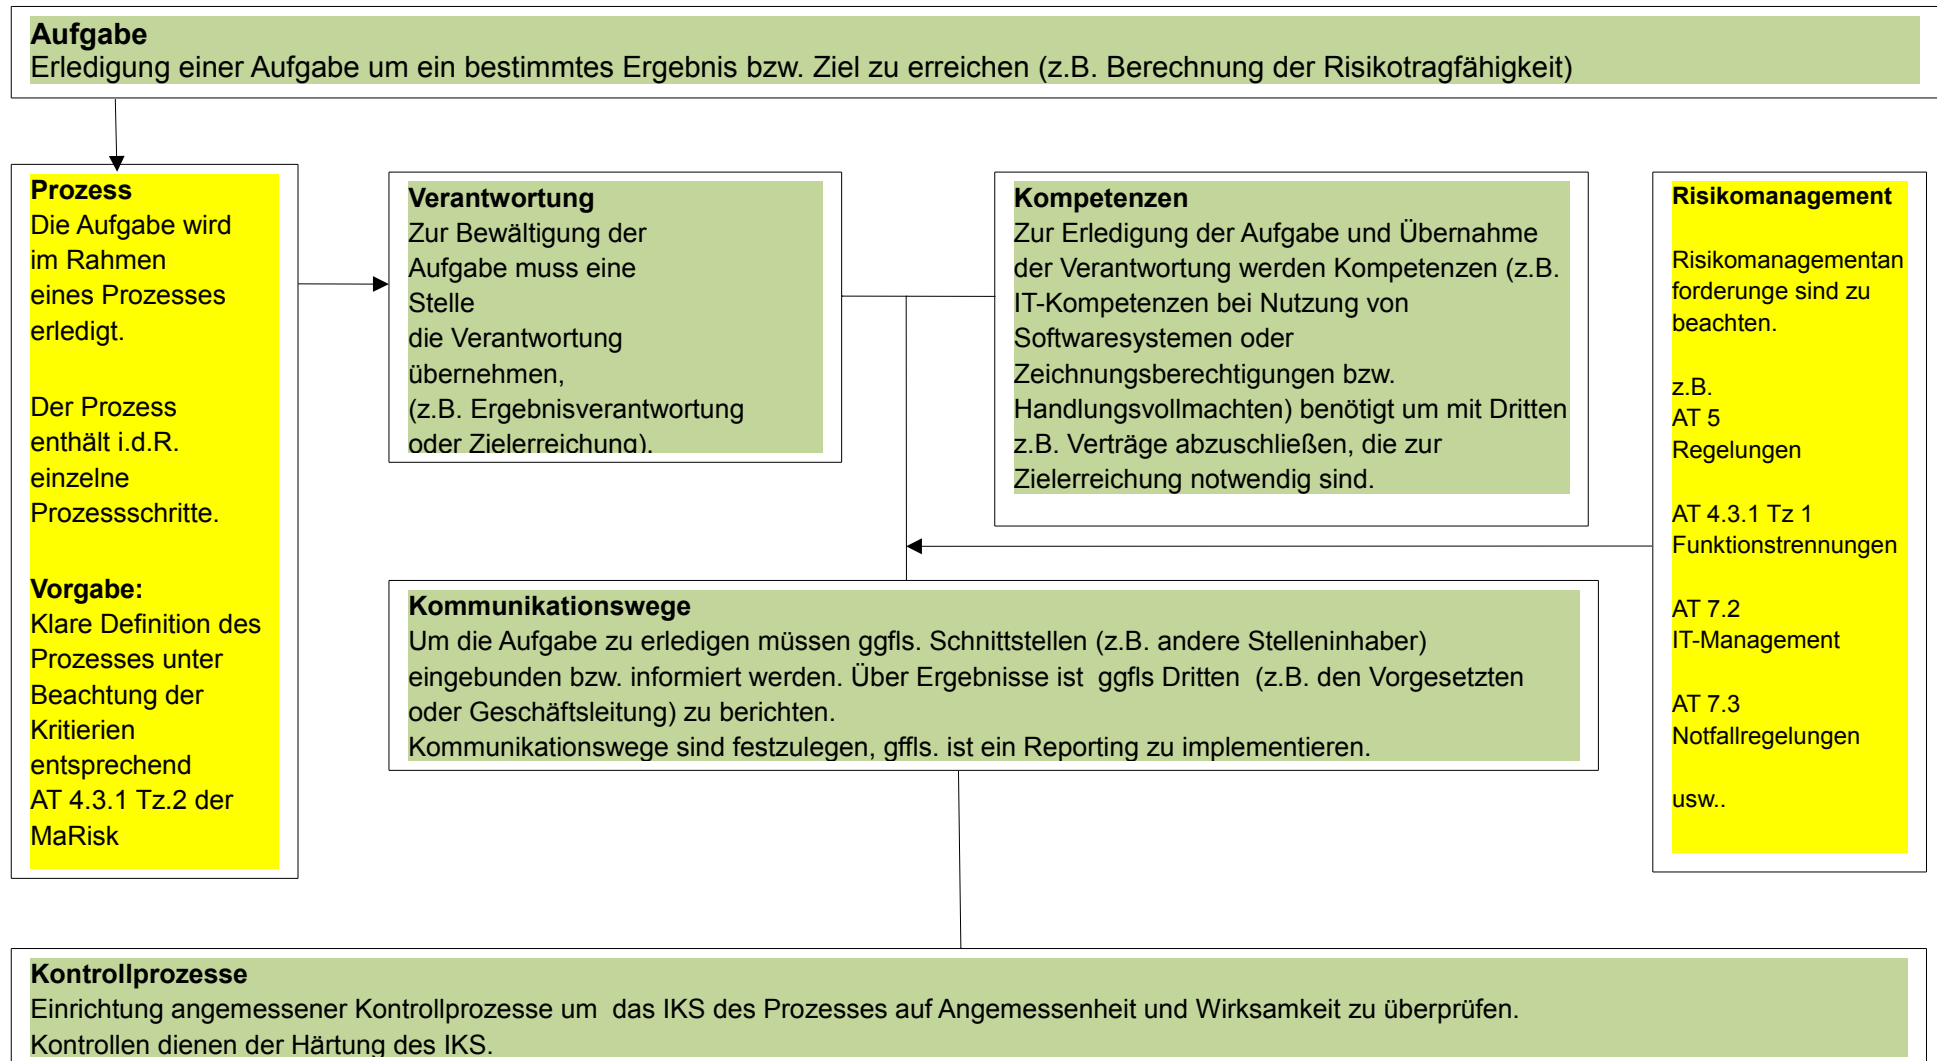 Aufgabe
Erledigung einer Aufgabe um ein bestimmtes Ergebnis bzw. Ziel zu erreichen (z.B. Berechnung der Risikotragfähigkeit)
Prozess
Die Aufgabe wird
im Rahmen
eines Prozesses
erledigt.
Der Prozess
enthält i.d.R.
einzelne
Prozessschritte.
Vorgabe:
Klare Definition des
Prozesses unter
Beachtung der
Kritierien
entsprechend
AT 4.3.1 Tz.2 der
MaRisk
Verantwortung
Zur Bewältigung der
Aufgabe muss eine
Stelle
die Verantwortung
übernehmen,
(z.B. Ergebnisverantwortung
oder Zielerreichung).
Kompetenzen
Zur Erledigung der Aufgabe und Übernahme
der Verantwortung werden Kompetenzen (z.B.
IT-Kompetenzen bei Nutzung von
Softwaresystemen oder
Zeichnungsberechtigungen bzw.
Handlungsvollmachten) benötigt um mit Dritten
z.B. Verträge abzuschließen, die zur
Zielerreichung notwendig sind.
Risikomanagement
Risikomanagementan
forderunge sind zu
beachten.
z.B.
AT 5
Regelungen
AT 4.3.1 Tz 1
Funktionstrennungen
AT 7.2
IT-Management
AT 7.3
Notfallregelungen
usw..
Kommunikationswege
Um die Aufgabe zu erledigen müssen ggfls. Schnittstellen (z.B. andere Stelleninhaber)
eingebunden bzw. informiert werden. Über Ergebnisse ist ggfls Dritten (z.B. den Vorgesetzten
oder Geschäftsleitung) zu berichten.
Kommunikationswege sind festzulegen, gffls. ist ein Reporting zu implementieren.
Kontrollprozesse
Einrichtung angemessener Kontrollprozesse um das IKS des Prozesses auf Angemessenheit und Wirksamkeit zu überprüfen.
Kontrollen dienen der Härtung des IKS.